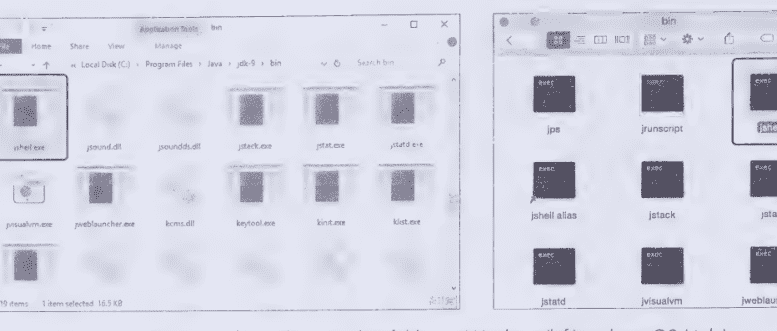 Application Tools bin
Home Share View Manage
Local Disk (C:) › Program Files › Java › jdk-9 › bin
Search bin
jshell.exe jsound.dll jsoundds.dll jstack.exe jstat.exe jstatd.exe
jvisualvm.exe jweblauncher.exe kcms.dll keytool.exe kinit.exe klist.exe
1 item selected 16.5 KB
bin
exec exec exec
jps jrunscript
exec exec exec
jshell alias jstack
exec exec exec
jstatd jvisualvm